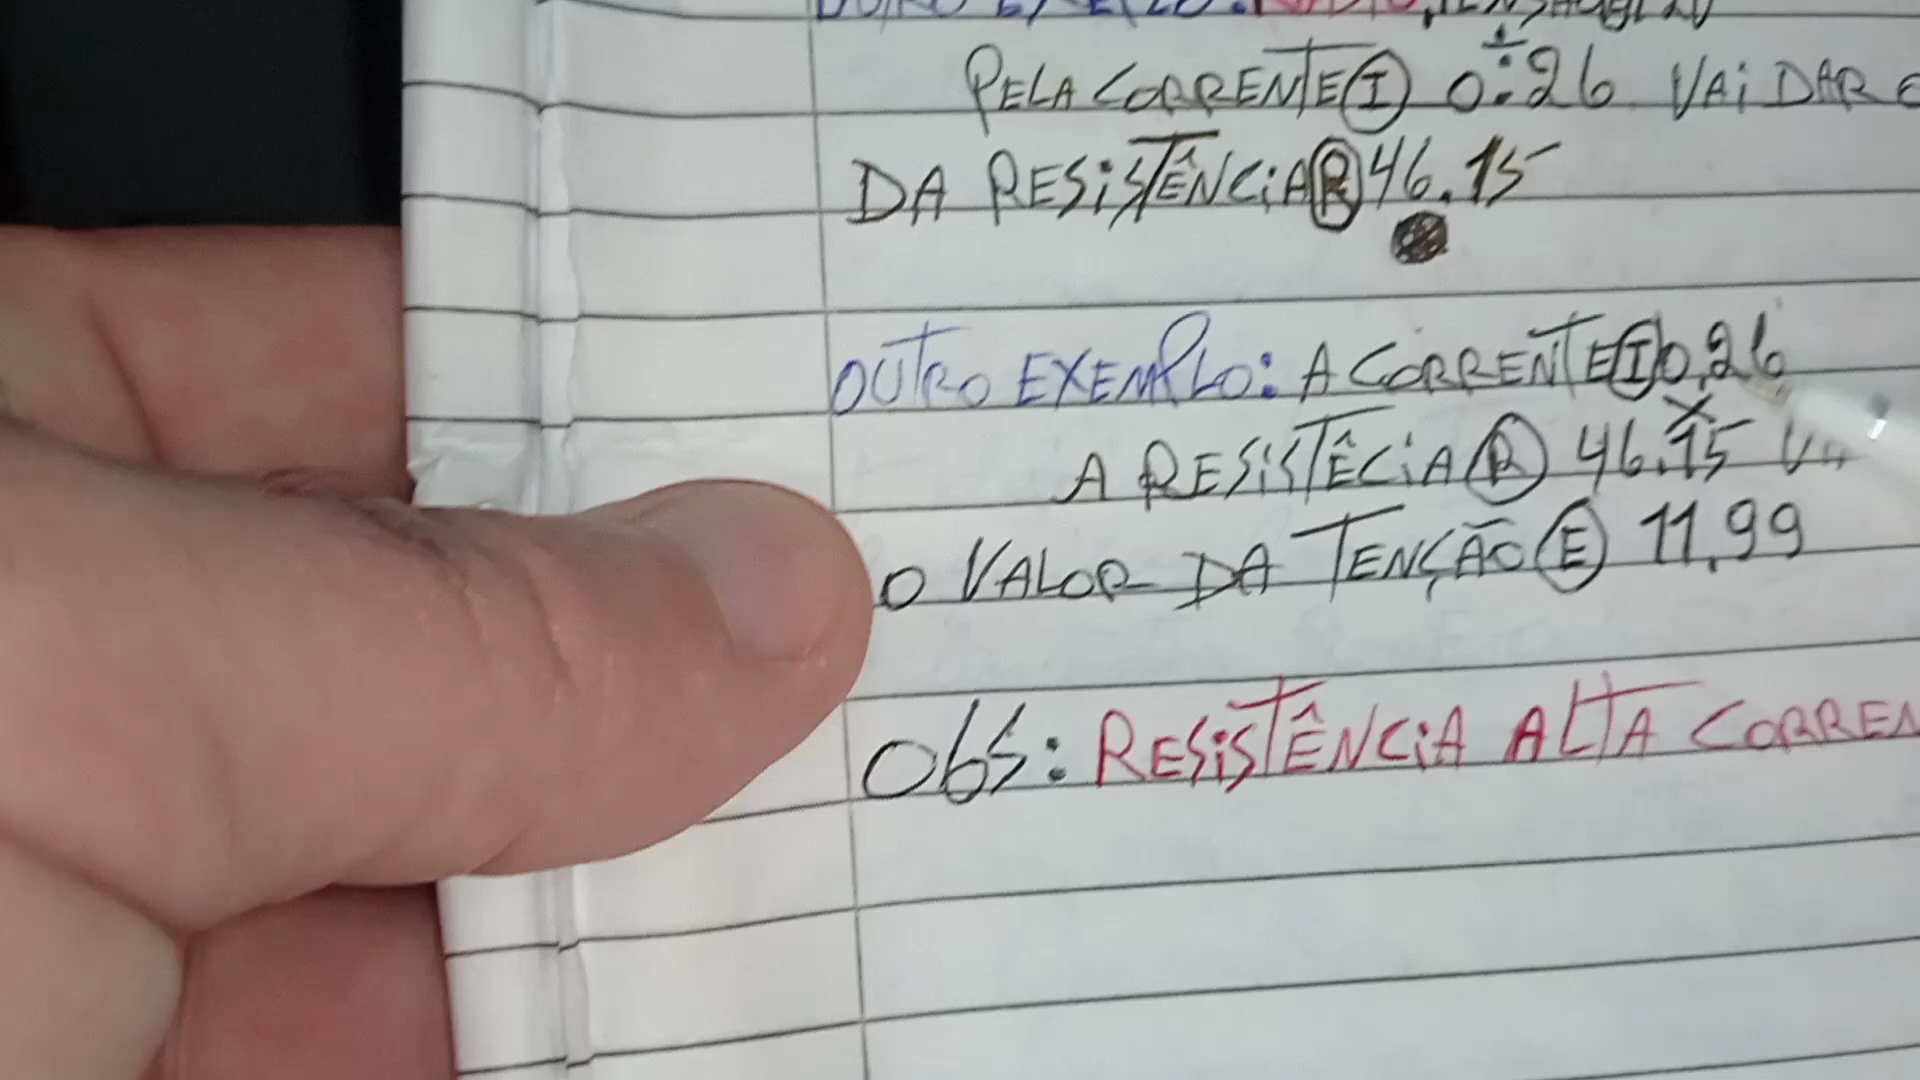 PELA CORRENTE I 0÷26 VAI DAR
DA RESISTÊNCIA R 46.15
OUTRO EXEMPLO: A CORRENTE I 0,26
X
A RESISTÊCIA R 46.15
O VALOR DA TENÇÃO E 11,99
ObS: RESISTÊNCIA ALTA CORREN